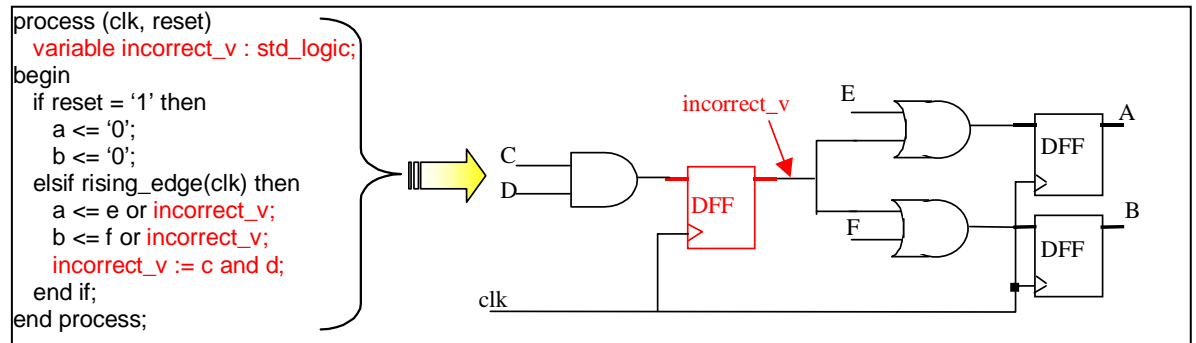 process (clk, reset)
variable incorrect_v : std_logic;
begin
if reset = ‘1’ then
a <= ‘0’;
b <= ‘0’;
elsif rising_edge(clk) then
a <= e or incorrect_v;
b <= f or incorrect_v;
incorrect_v := c and d;
end if;
end process;
incorrect_v
E
A
DFF
C
D
DFF
F
B
DFF
clk